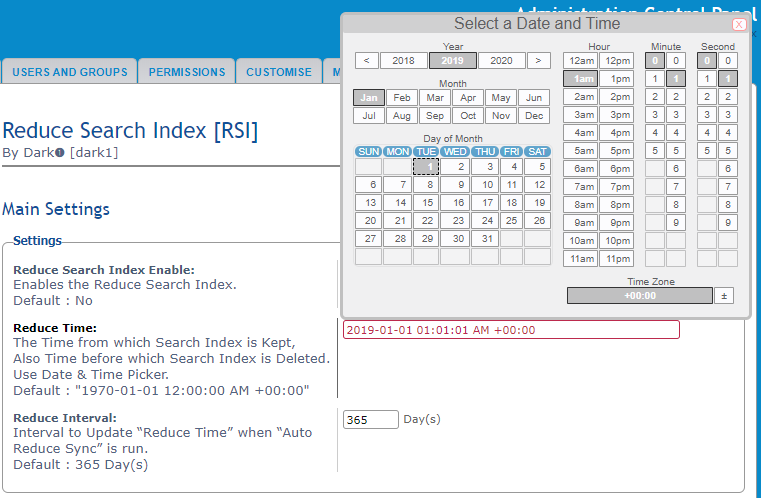 Administration Control Panel
Select a Date and Time
X
Year
< 2018 2019 2020 >
Month
Jan Feb Mar Apr May Jun
Jul Aug Sep Oct Nov Dec
Day of Month
SUN MON TUE WED THU FRI SAT
1 2 3 4 5
6 7 8 9 10 11 12
13 14 15 16 17 18 19
20 21 22 23 24 25 26
27 28 29 30 31
Hour
12am 12pm
1am 1pm
2am 2pm
3am 3pm
4am 4pm
5am 5pm
6am 6pm
7am 7pm
8am 8pm
9am 9pm
10am 10pm
11am 11pm
Minute
0 0
1 1
2 2
3 3
4 4
5 5
6
7
8
9
Second
0 0
1 1
2 2
3 3
4 4
5 5
6
7
8
9
Time Zone
+00:00 ±
USERS AND GROUPS PERMISSIONS CUSTOMISE M
Reduce Search Index [RSI]
By Dark❶ [dark1]
Main Settings
Settings
Reduce Search Index Enable:
Enables the Reduce Search Index.
Default : No
Reduce Time:
The Time from which Search Index is Kept,
Also Time before which Search Index is Deleted.
Use Date & Time Picker.
Default : "1970-01-01 12:00:00 AM +00:00"
2019-01-01 01:01:01 AM +00:00
Reduce Interval:
Interval to Update “Reduce Time” when “Auto
Reduce Sync” is run.
Default : 365 Day(s)
365 Day(s)